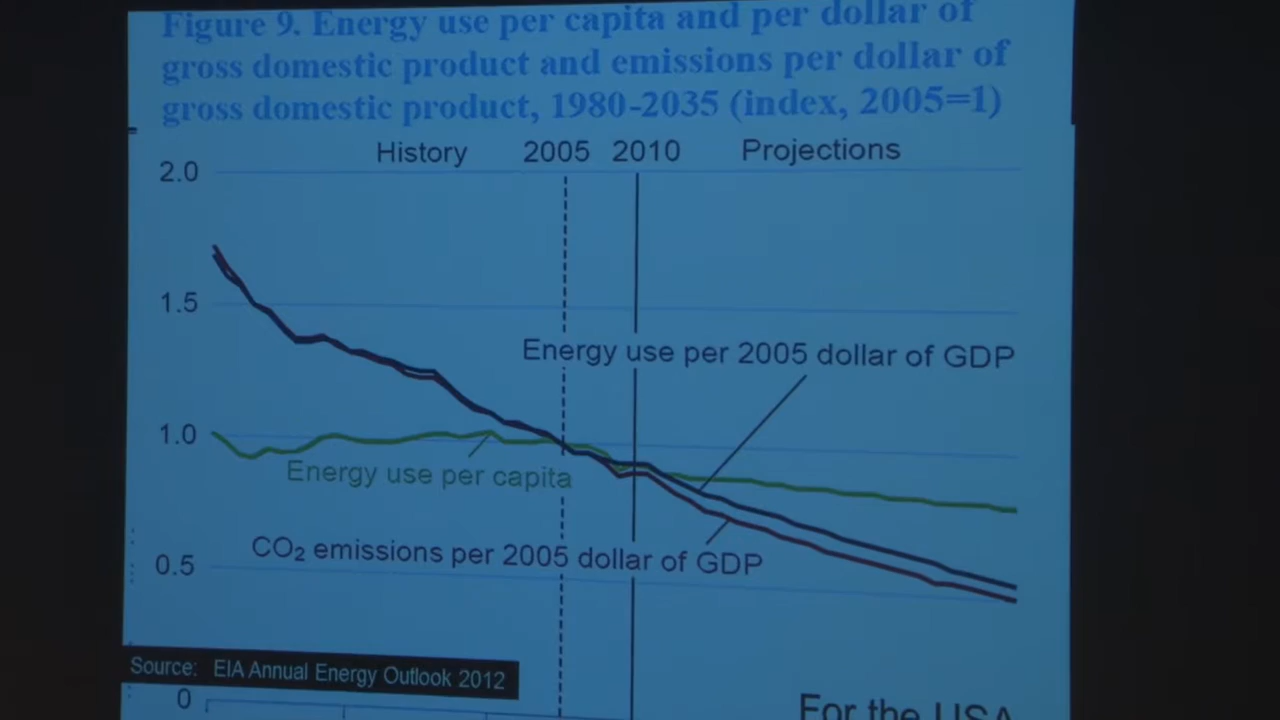 Figure 9. Energy use per capita and per dollar of
gross domestic product and emissions per dollar of
gross domestic product, 1980-2035 (index, 2005=1)
History 2005 2010 Projections
2.0
1.5
Energy use per 2005 dollar of GDP
1.0
Energy use per capita
CO₂ emissions per 2005 dollar of GDP
0.5
Source: EIA Annual Energy Outlook 2012
0
For the USA